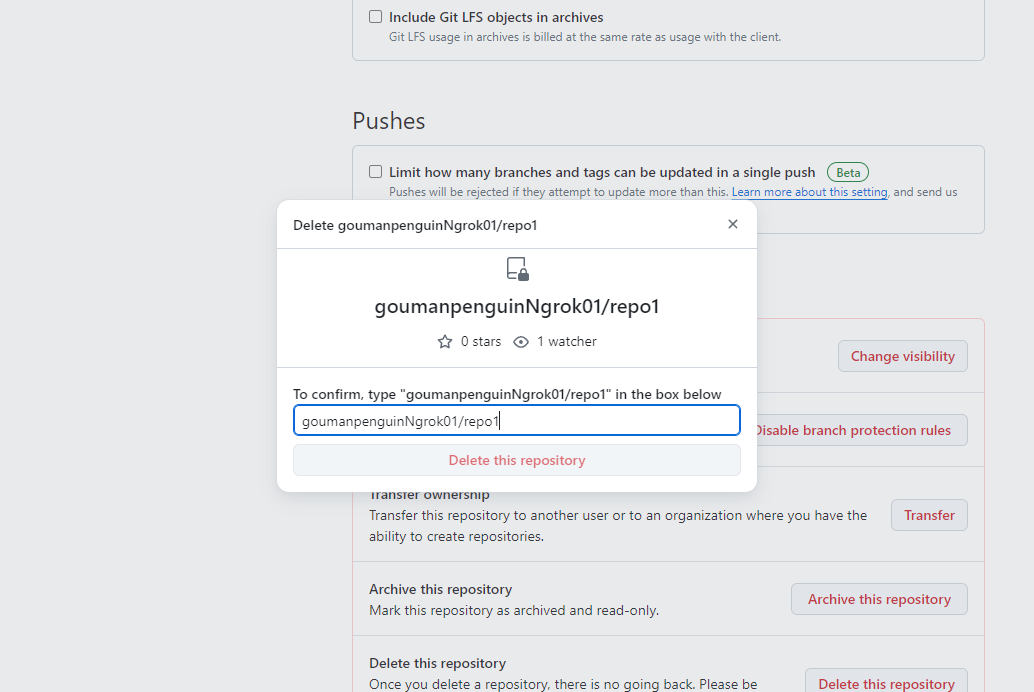 Include Git LFS objects in archives
Git LFS usage in archives is billed at the same rate as usage with the client.
Pushes
Limit how many branches and tags can be updated in a single push Beta
Pushes will be rejected if they attempt to update more than this. Learn more about this setting, and send us
Delete goumanpenguinNgrok01/repo1
goumanpenguinNgrok01/repo1
0 stars 1 watcher
To confirm, type "goumanpenguinNgrok01/repo1" in the box below
goumanpenguinNgrok01/repo1
Delete this repository
Change visibility
Disable branch protection rules
Transfer ownership
Transfer this repository to another user or to an organization where you have the
ability to create repositories.
Transfer
Archive this repository
Mark this repository as archived and read-only.
Archive this repository
Delete this repository
Once you delete a repository, there is no going back. Please be
Delete this repository